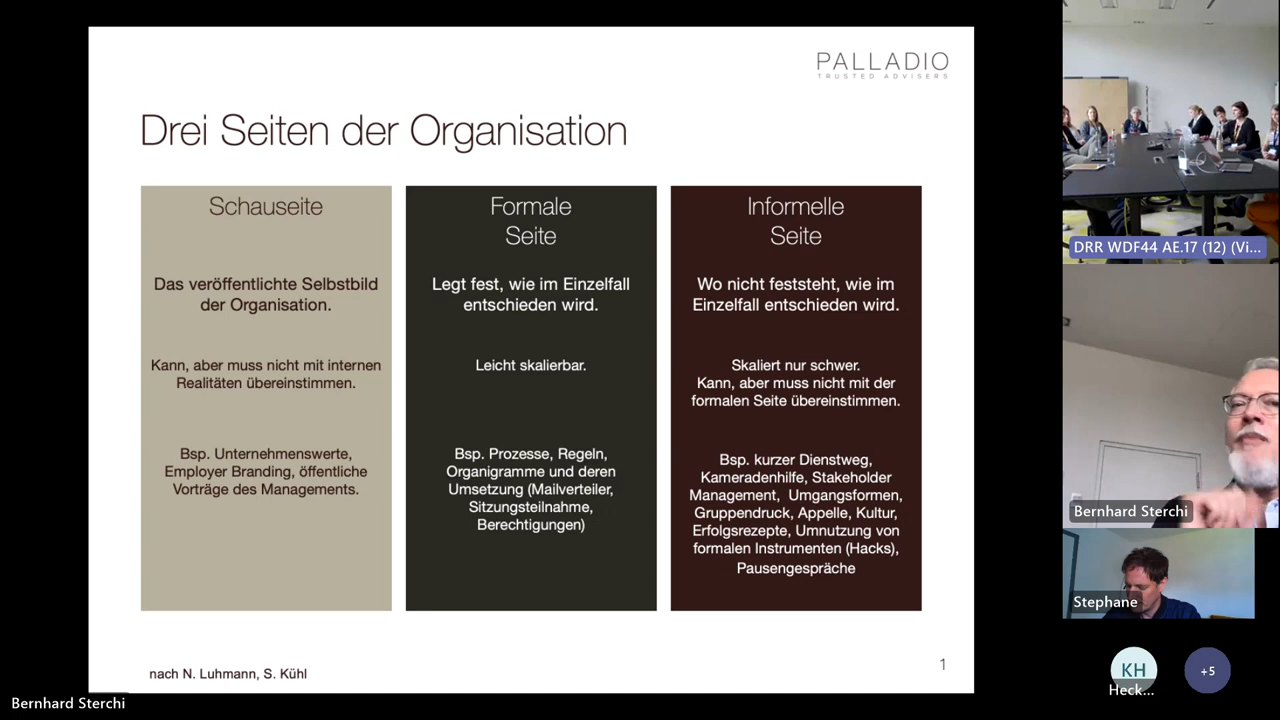 PALLADIO
TRUSTED ADVISERS
Drei Seiten der Organisation
Schauseite
Das veröffentlichte Selbstbild
der Organisation.
Kann, aber muss nicht mit internen
Realitäten übereinstimmen.
Bsp. Unternehmenswerte,
Employer Branding, öffentliche
Vorträge des Managements.
Formale
Seite
Legt fest, wie im Einzelfall
entschieden wird.
Leicht skalierbar.
Bsp. Prozesse, Regeln,
Organigramme und deren
Umsetzung (Mailverteiler,
Sitzungsteilnahme,
Berechtigungen)
Informelle
Seite
Wo nicht feststeht, wie im
Einzelfall entschieden wird.
Skaliert nur schwer.
Kann, aber muss nicht mit der
formalen Seite übereinstimmen.
Bsp. kurzer Dienstweg,
Kameradenhilfe, Stakeholder
Management, Umgangsformen,
Gruppendruck, Appelle, Kultur,
Erfolgsrezepte, Umnutzung von
formalen Instrumenten (Hacks),
Pausengespräche
nach N. Luhmann, S. Kühl
1
Bernhard Sterchi
DRR WDF44 AE.17 (12) (Vi...
Bernhard Sterchi
Stephane
KH
Heck...
+5